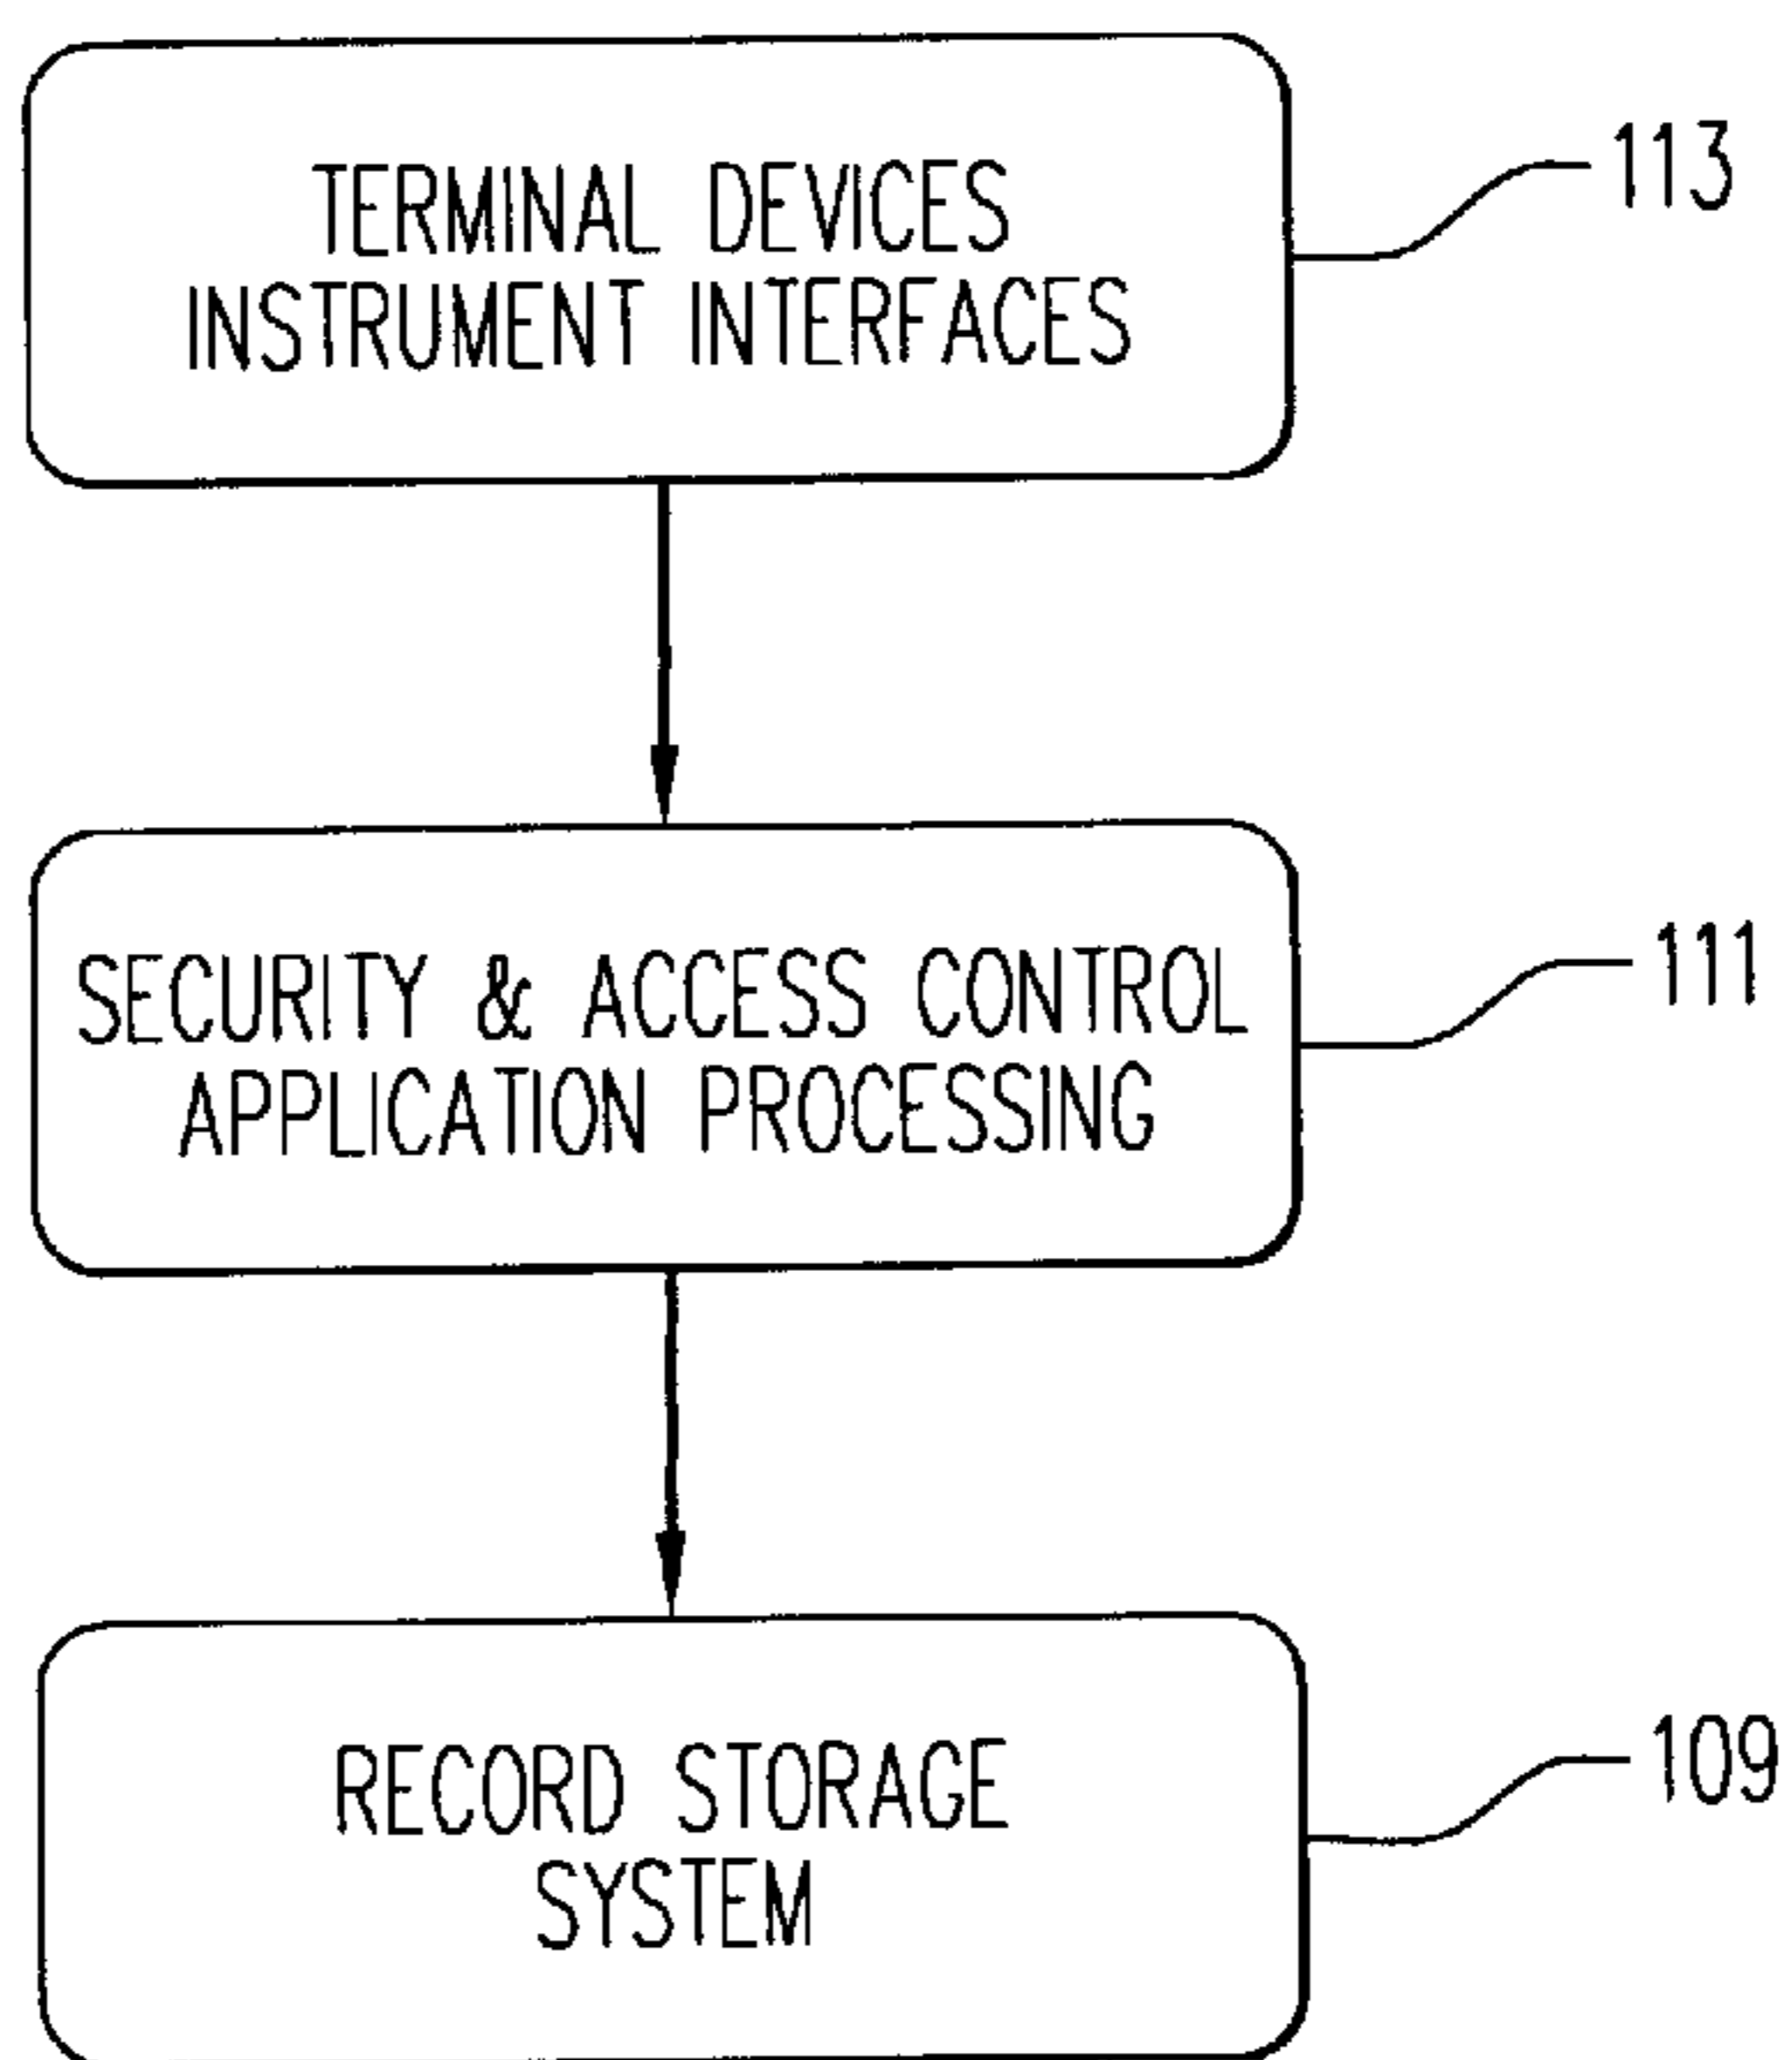 TERMINAL DEVICES
INSTRUMENT INTERFACES
113
SECURITY & ACCESS CONTROL
APPLICATION PROCESSING
111
RECORD STORAGE
SYSTEM
109